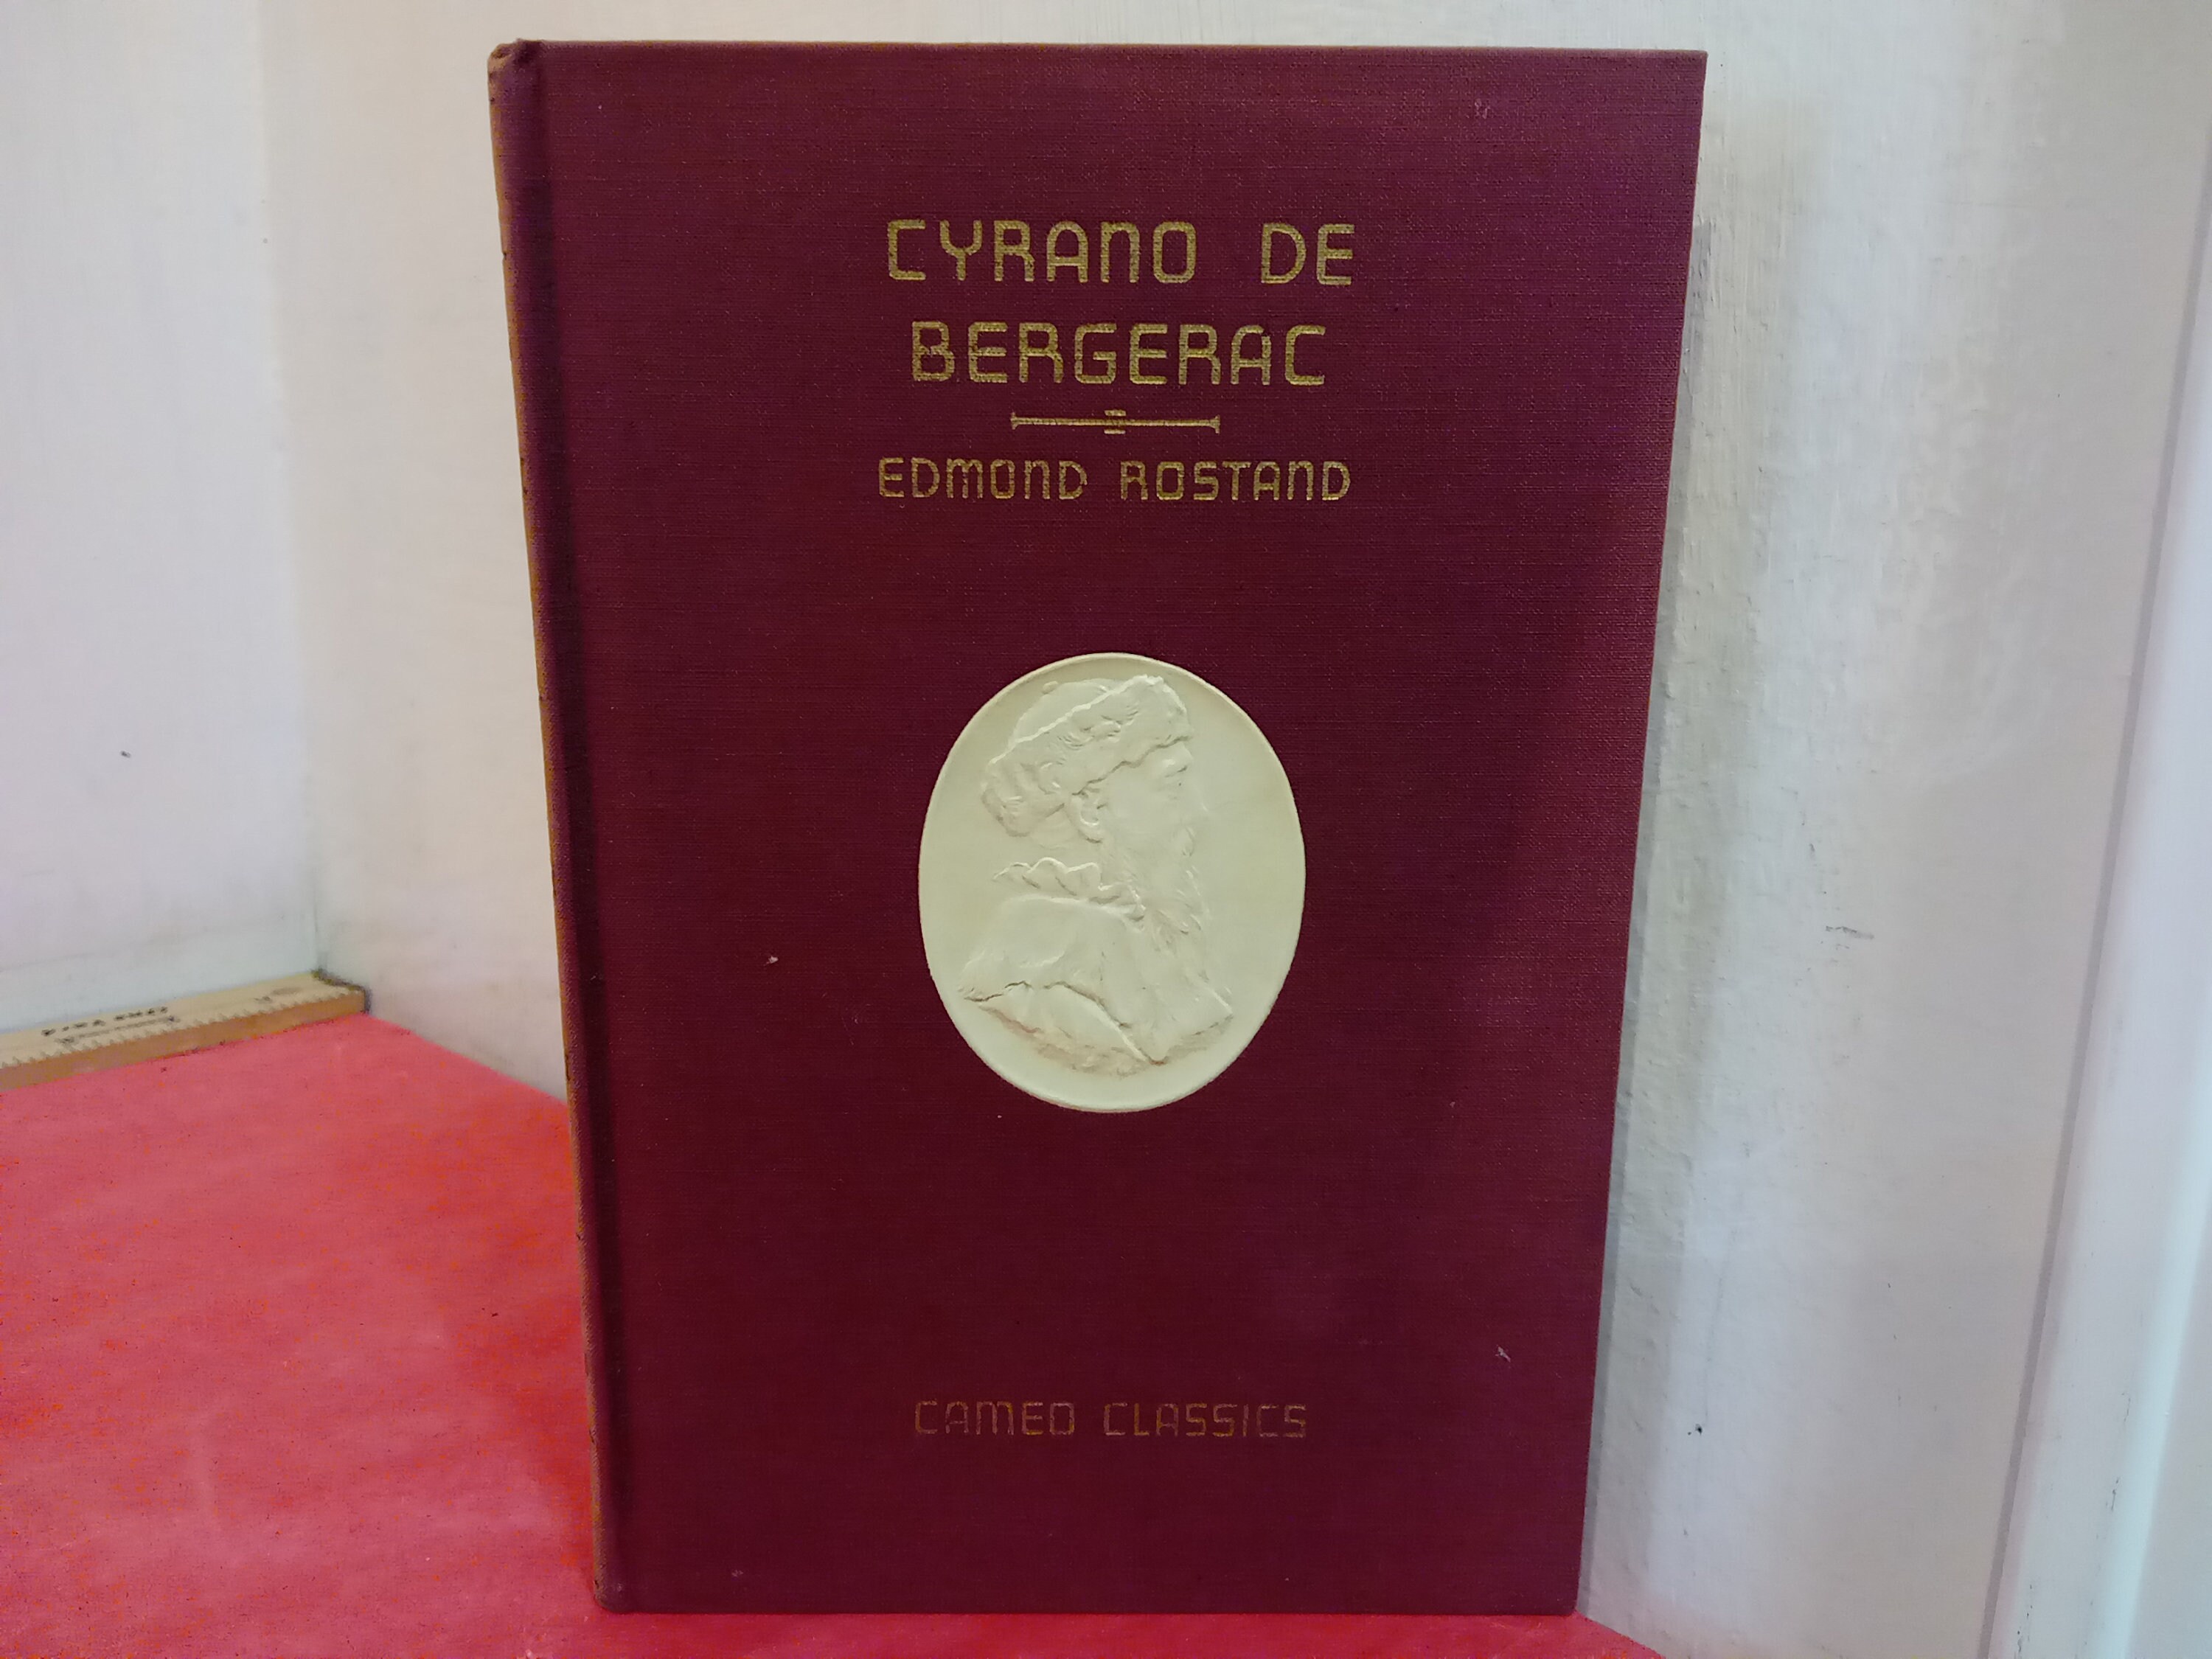 CYRANO DE
BERGERAC
EDMOND ROSTAND
CAMEO CLASSICS